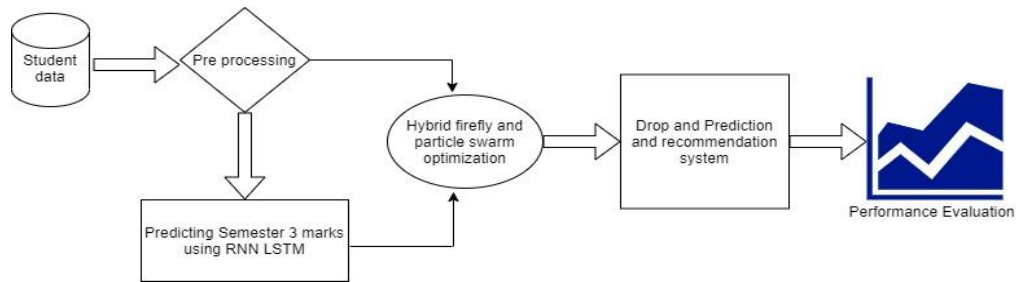 Student
data
Pre processing
Predicting Semester 3 marks
using RNN LSTM
Hybrid firefly and
particle swarm
optimization
Drop and Prediction
and recommendation
system
Performance Evaluation